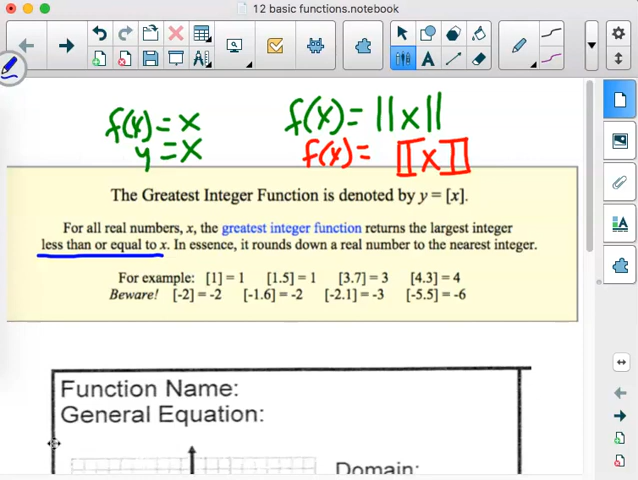 12 basic functions.notebook
f(x)=x
y=x
f(x)=||x||
f(x)= [[x]]
The Greatest Integer Function is denoted by y = [x].
For all real numbers, x, the greatest integer function returns the largest integer
less than or equal to x. In essence, it rounds down a real number to the nearest integer.
For example: [1] = 1 [1.5] = 1 [3.7] = 3 [4.3] = 4
Beware! [-2] = -2 [-1.6] = -2 [-2.1] = -3 [-5.5] = -6
Function Name:
General Equation:
Domain: